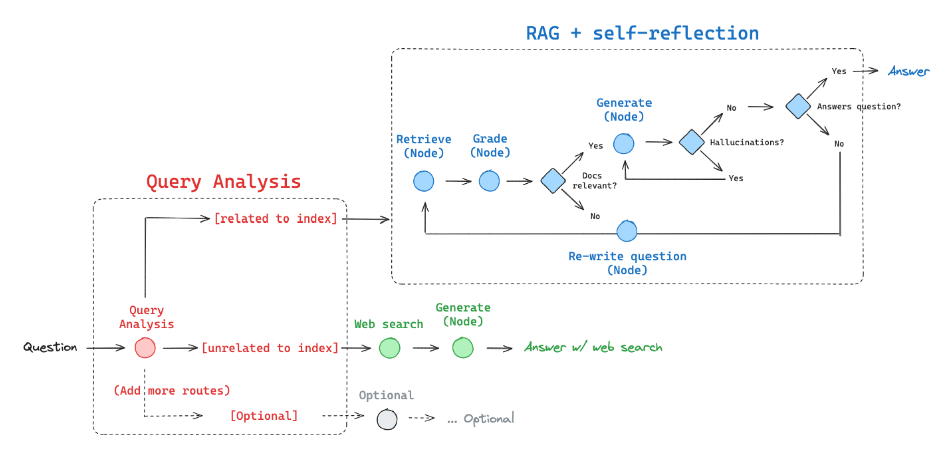 RAG + self-reflection
Yes
Answer
Generate
(Node)
No
Answers question?
Retrieve
(Node)
Grade
(Node)
Yes
Hallucinations?
No
Docs
relevant?
Yes
No
Re-write question
(Node)
Query Analysis
[related to index]
Query
Analysis
Question
[unrelated to index]
Web search
Generate
(Node)
Answer w/ web search
(Add more routes)
[Optional]
Optional
... Optional